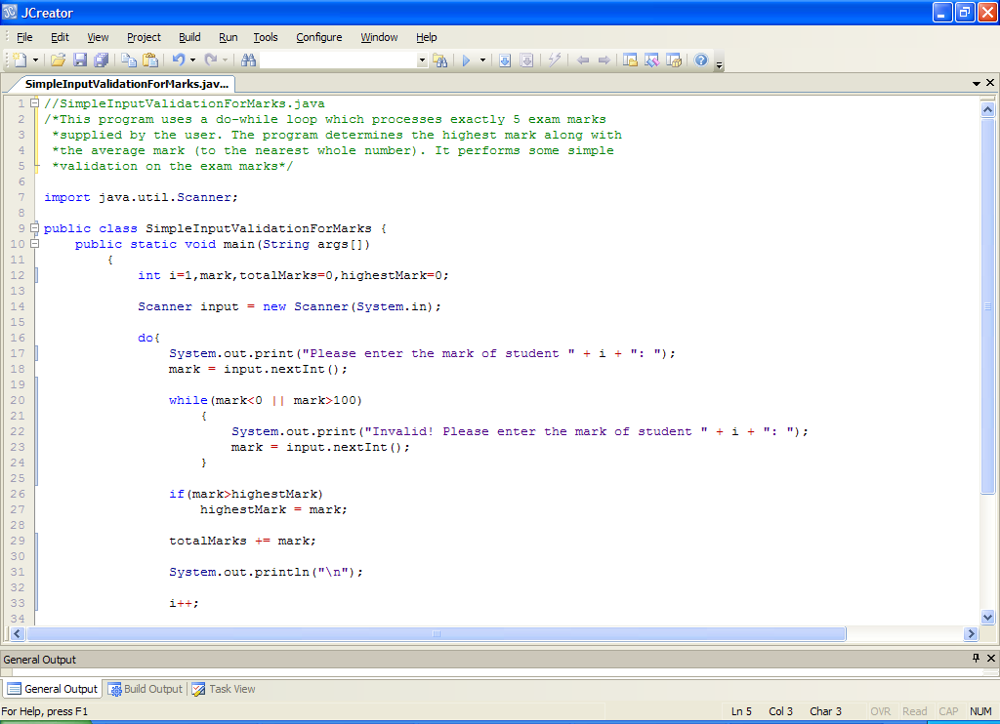 JCreator
File Edit View Project Build Run Tools Configure Window Help
SimpleInputValidationForMarks.jav...
1 //SimpleInputValidationForMarks.java
2 /*This program uses a do-while loop which processes exactly 5 exam marks
3 *supplied by the user. The program determines the highest mark along with
4 *the average mark (to the nearest whole number). It performs some simple
5 *validation on the exam marks*/
6
7 import java.util.Scanner;
8
9 public class SimpleInputValidationForMarks {
10 public static void main(String args[])
11 {
12 int i=1,mark,totalMarks=0,highestMark=0;
13
14 Scanner input = new Scanner(System.in);
15
16 do{
17 System.out.print("Please enter the mark of student " + i + ": ");
18 mark = input.nextInt();
19
20 while(mark<0 || mark>100)
21 {
22 System.out.print("Invalid! Please enter the mark of student " + i + ": ");
23 mark = input.nextInt();
24 }
25
26 if(mark>highestMark)
27 highestMark = mark;
28
29 totalMarks += mark;
30
31 System.out.println("\n");
32
33 i++;
34
General Output
General Output Build Output Task View
For Help, press F1 Ln 5 Col 3 Char 3 OVR Read CAP NUM